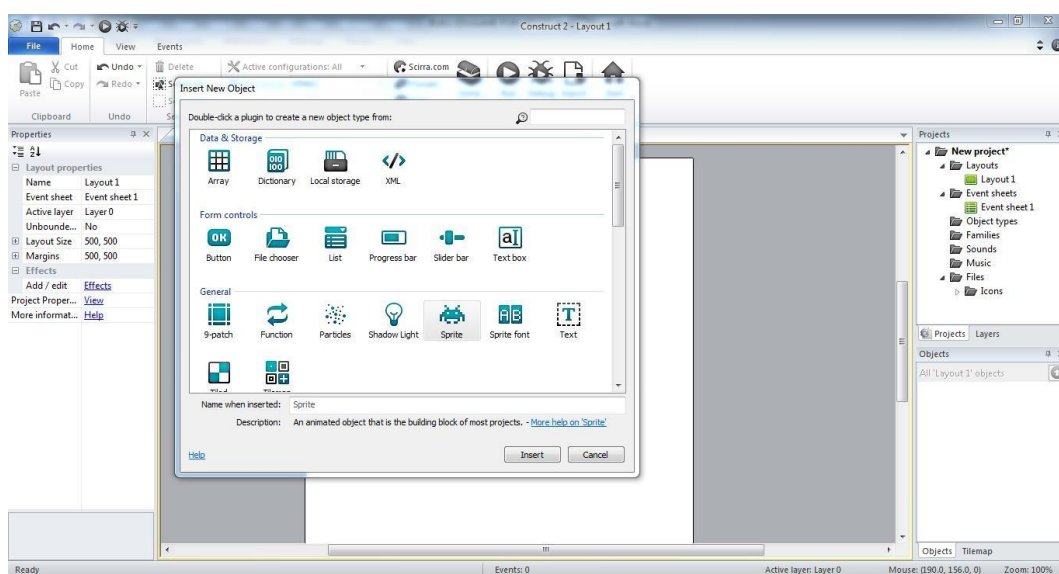 Construct 2 - Layout 1
File Home View Events
Cut
Copy
Paste
Clipboard
Undo
Redo
Undo
Delete
Active configurations: All
Scirra.com
Properties
Layout properties
Name Layout 1
Event sheet Event sheet 1
Active layer Layer 0
Unbounde... No
Layout Size 500, 500
Margins 500, 500
Effects
Add / edit Effects
Project Proper... View
More informat... Help
Insert New Object
Double-click a plugin to create a new object type from:
Data & Storage
Array Dictionary Local storage XML
Form controls
OK aI
Button File chooser List Progress bar Slider bar Text box
General
AB T
9-patch Function Particles Shadow Light Sprite Sprite font Text
Name when inserted: Sprite
Description: An animated object that is the building block of most projects. - More help on 'Sprite'
Help Insert Cancel
Projects
New project*
Layouts
Layout 1
Event sheets
Event sheet 1
Object types
Families
Sounds
Music
Files
Icons
Projects Layers
Objects
All 'Layout 1' objects
Objects Tilemap
Ready Events: 0 Active layer: Layer 0 Mouse: (190.0, 156.0, 0) Zoom: 100%